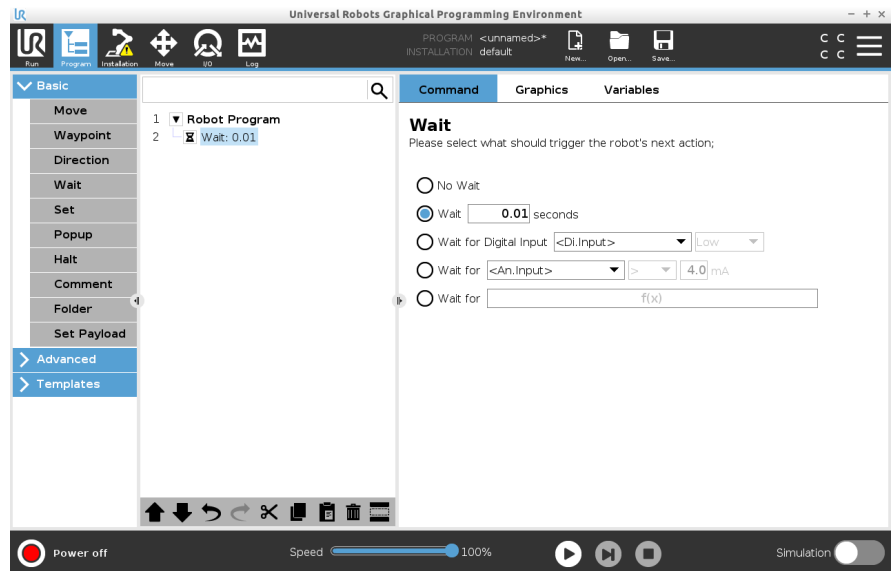 UR Universal Robots Graphical Programming Environment
UR
Run Program Installation Move I/O Log
PROGRAM <unnamed>*
INSTALLATION default
New... Open... Save...
C C
C C
Basic
Move
Waypoint
Direction
Wait
Set
Popup
Halt
Comment
Folder
Set Payload
Advanced
Templates
1 Robot Program
2 Wait: 0.01
Command Graphics Variables
Wait
Please select what should trigger the robot's next action;
No Wait
Wait 0.01 seconds
Wait for Digital Input <Di.Input> Low
Wait for <An.Input> > 4.0 mA
Wait for f(x)
Power off Speed 100% Simulation